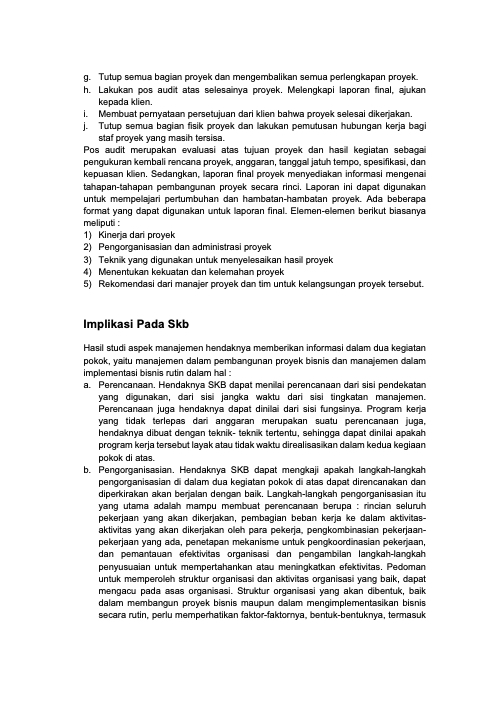 g. Tutup semua bagian proyek dan mengembalikan semua perlengkapan proyek.
h. Lakukan pos audit atas selesainya proyek. Melengkapi laporan final, ajukan
kepada klien.
i. Membuat pernyataan persetujuan dari klien bahwa proyek selesai dikerjakan.
j. Tutup semua bagian fisik proyek dan lakukan pemutusan hubungan kerja bagi
staf proyek yang masih tersisa.
Pos audit merupakan evaluasi atas tujuan proyek dan hasil kegiatan sebagai
pengukuran kembali rencana proyek, anggaran, tanggal jatuh tempo, spesifikasi, dan
kepuasan klien. Sedangkan, laporan final proyek menyediakan informasi mengenai
tahapan-tahapan pembangunan proyek secara rinci. Laporan ini dapat digunakan
untuk mempelajari pertumbuhan dan hambatan-hambatan proyek. Ada beberapa
format yang dapat digunakan untuk laporan final. Elemen-elemen berikut biasanya
meliputi :
1) Kinerja dari proyek
2) Pengorganisasian dan administrasi proyek
3) Teknik yang digunakan untuk menyelesaikan hasil proyek
4) Menentukan kekuatan dan kelemahan proyek
5) Rekomendasi dari manajer proyek dan tim untuk kelangsungan proyek tersebut.
Implikasi Pada Skb
Hasil studi aspek manajemen hendaknya memberikan informasi dalam dua kegiatan
pokok, yaitu manajemen dalam pembangunan proyek bisnis dan manajemen dalam
implementasi bisnis rutin dalam hal :
a. Perencanaan. Hendaknya SKB dapat menilai perencanaan dari sisi pendekatan
yang digunakan, dari sisi jangka waktu dari sisi tingkatan manajemen.
Perencanaan juga hendaknya dapat dinilai dari sisi fungsinya. Program kerja
yang tidak terlepas dari anggaran merupakan suatu perencanaan juga,
hendaknya dibuat dengan teknik- teknik tertentu, sehingga dapat dinilai apakah
program kerja tersebut layak atau tidak waktu direalisasikan dalam kedua kegiaan
pokok di atas.
b. Pengorganisasian. Hendaknya SKB dapat mengkaji apakah langkah-langkah
pengorganisasian di dalam dua kegiatan pokok di atas dapat direncanakan dan
diperkirakan akan berjalan dengan baik. Langkah-langkah pengorganisasian itu
yang utama adalah mampu membuat perencanaan berupa : rincian seluruh
pekerjaan yang akan dikerjakan, pembagian beban kerja ke dalam aktivitas-
aktivitas yang akan dikerjakan oleh para pekerja, pengkombinasian pekerjaan-
pekerjaan yang ada, penetapan mekanisme untuk pengkoordinasian pekerjaan,
dan pemantauan efektivitas organisasi dan pengambilan langkah-langkah
penyusuaian untuk mempertahankan atau meningkatkan efektivitas. Pedoman
untuk memperoleh struktur organisasi dan aktivitas organisasi yang baik, dapat
mengacu pada asas organisasi. Struktur organisasi yang akan dibentuk, baik
dalam membangun proyek bisnis maupun dalam mengimplementasikan bisnis
secara rutin, perlu memperhatikan faktor-faktornya, bentuk-bentuknya, termasuk